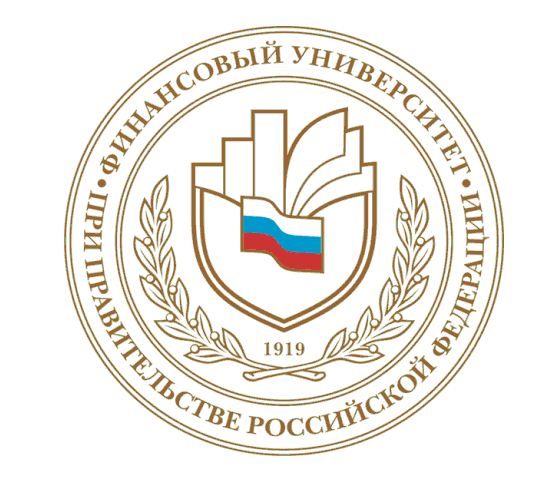 ФИНАНСОВЫЙ УНИВЕРСИТЕТ
ПРИ ПРАВИТЕЛЬСТВЕ РОССИЙСКОЙ ФЕДЕРАЦИИ
1919